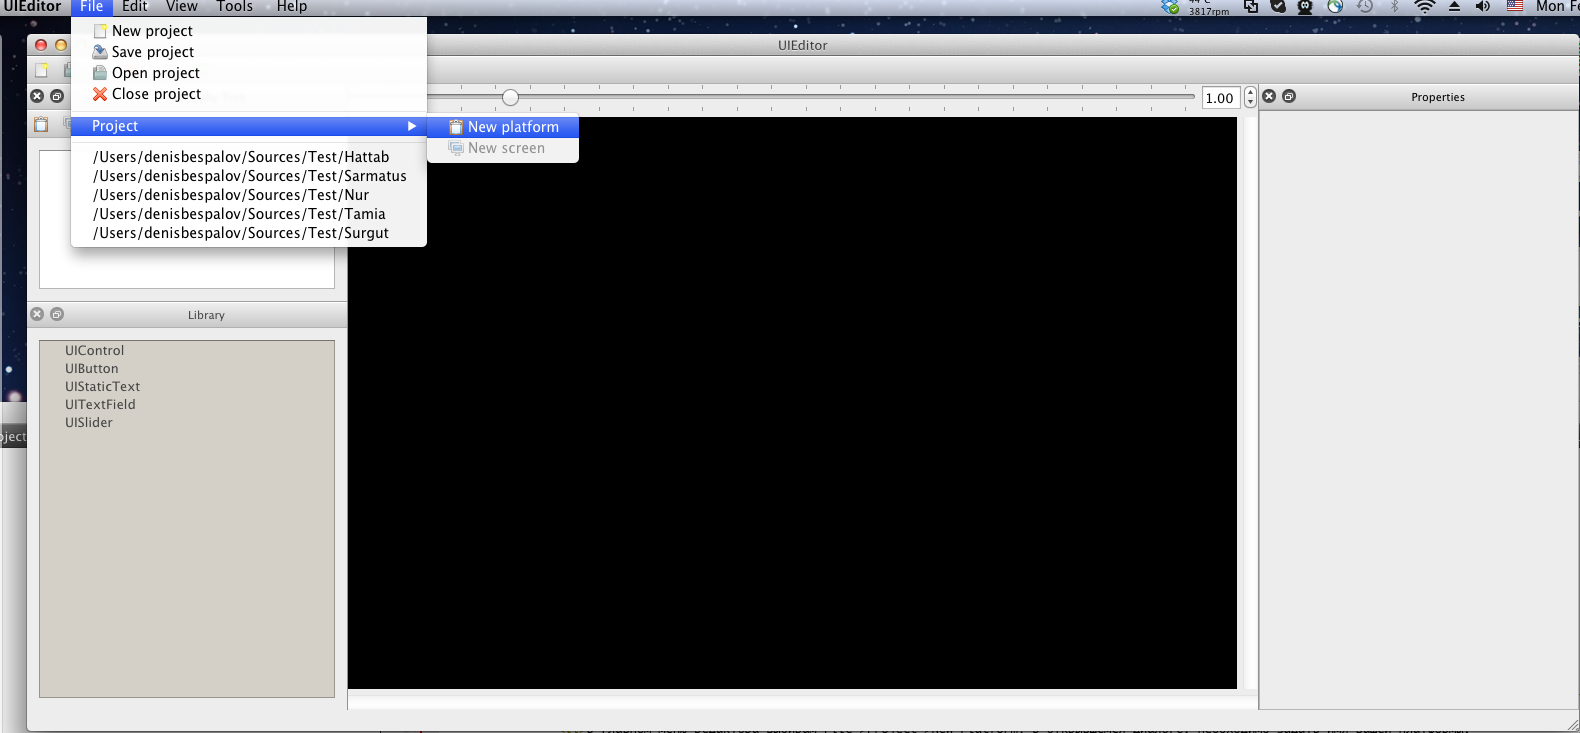 UIEditor File Edit View Tools Help
3817rpm
Mon Fe
UIEditor
New project
Save project
Open project
Close project
Project
New platform
New screen
/Users/denisbespalov/Sources/Test/Hattab
/Users/denisbespalov/Sources/Test/Sarmatus
/Users/denisbespalov/Sources/Test/Nur
/Users/denisbespalov/Sources/Test/Tamia
/Users/denisbespalov/Sources/Test/Surgut
1.00
Properties
Library
UIControl
UIButton
UIStaticText
UITextField
UISlider
oject